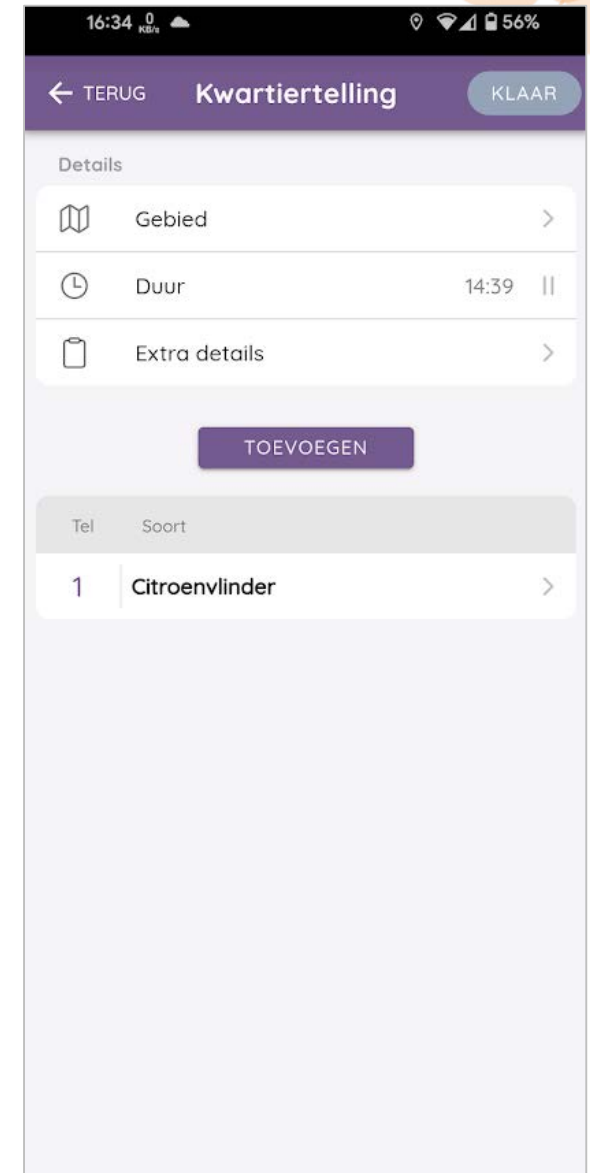 16:34 0 KB/s 56%
TERUG Kwartiertelling KLAAR
Details
Gebied
Duur 14:39
Extra details
TOEVOEGEN
Tel Soort
1 Citroenvlinder